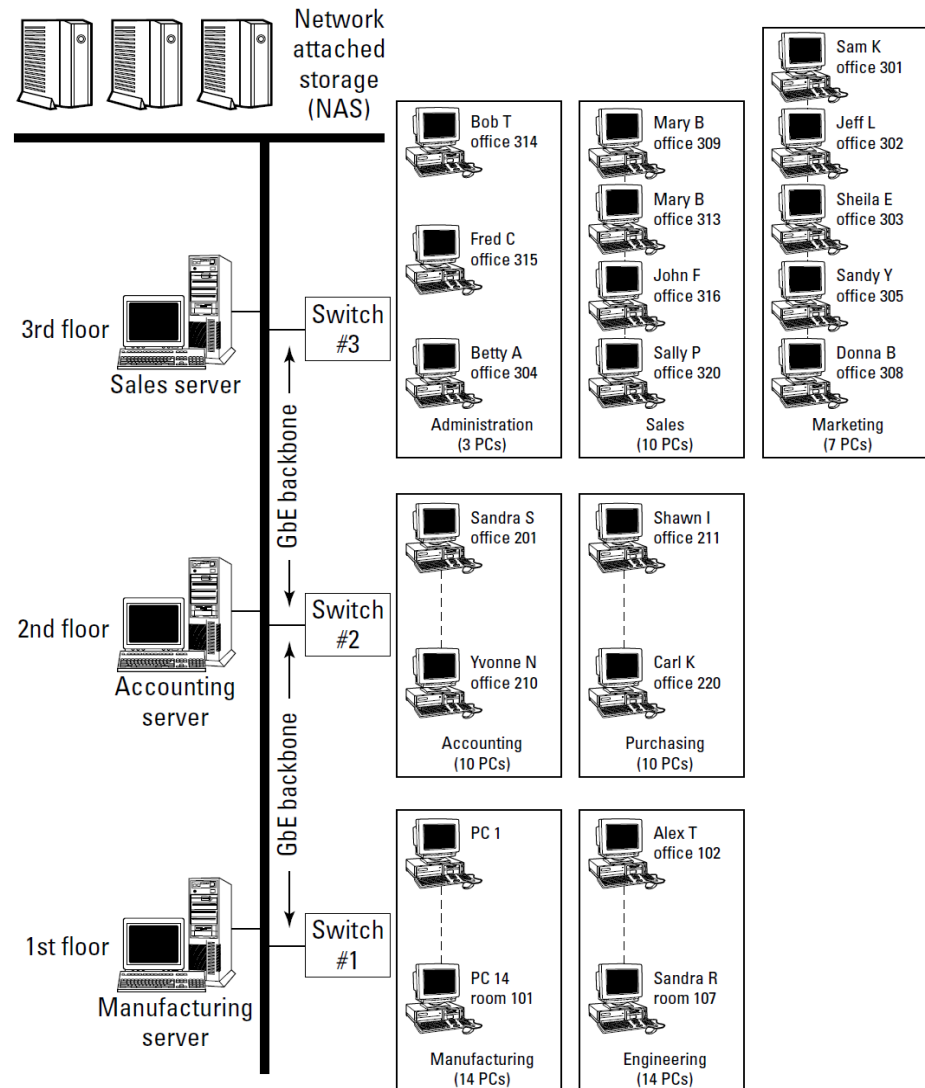 Network
attached
storage
(NAS)
Bob T
office 314
Fred C
office 315
Betty A
office 304
Administration
(3 PCs)
Mary B
office 309
Mary B
office 313
John F
office 316
Sally P
office 320
Sales
(10 PCs)
Sam K
office 301
Jeff L
office 302
Sheila E
office 303
Sandy Y
office 305
Donna B
office 308
Marketing
(7 PCs)
3rd floor
Sales server
Switch
#3
GbE backbone
Sandra S
office 201
Yvonne N
office 210
Accounting
(10 PCs)
Shawn I
office 211
Carl K
office 220
Purchasing
(10 PCs)
2nd floor
Accounting
server
Switch
#2
GbE backbone
PC 1
PC 14
room 101
Manufacturing
(14 PCs)
Alex T
office 102
Sandra R
room 107
Engineering
(14 PCs)
1st floor
Manufacturing
server
Switch
#1